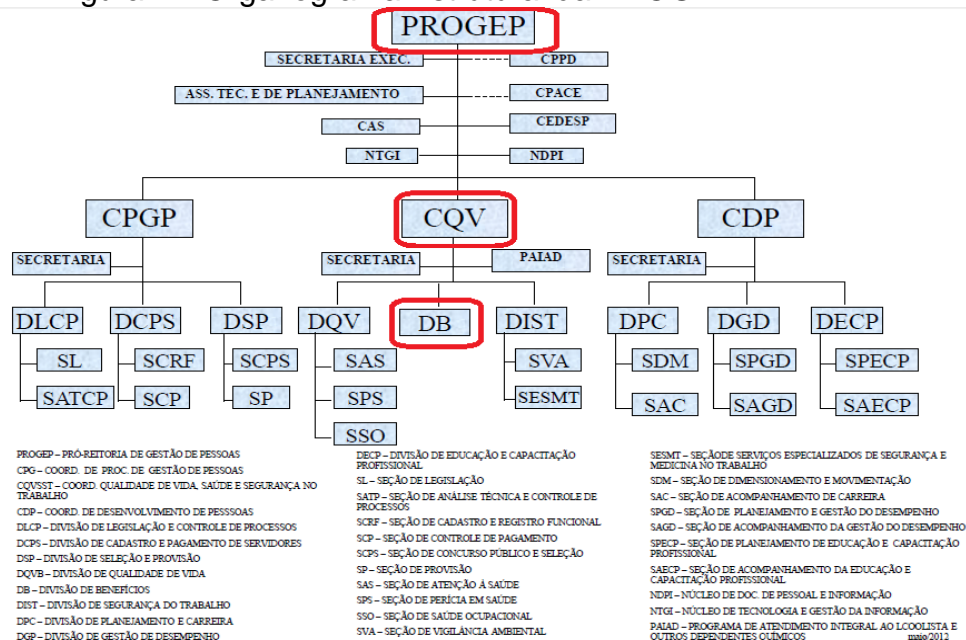 PROGEP
SECRETARIA EXEC.
CPPD
ASS. TEC. E DE PLANEJAMENTO
CPACE
CAS
CEDESP
NTGI
NDPI
CPGP
CQV
CDP
SECRETARIA
SECRETARIA
PAIAD
SECRETARIA
DLCP
DCPS
DSP
DQV
DB
DIST
DPC
DGD
DECP
SL
SCRF
SCPS
SAS
SVA
SDM
SPGD
SPECP
SATCP
SCP
SP
SPS
SESMT
SAC
SAGD
SAECP
SSO
PROGEP – PRÓ-REITORIA DE GESTÃO DE PESSOAS
CPG – COORD. DE PROC. DE GESTÃO DE PESSOAS
CQVSST – COORD. QUALIDADE DE VIDA, SAÚDE E SEGURANÇA NO
TRABALHO
CDP – COORD. DE DESENVOLVIMENTO DE PESSSOAS
DLCP – DIVISÃO DE LEGISLAÇÃO E CONTROLE DE PROCESSOS
DCPS – DIVISÃO DE CADASTRO E PAGAMENTO DE SERVIDORES
DSP – DIVISÃO DE SELEÇÃO E PROVISÃO
DQVB – DIVISÃO DE QUALIDADE DE VIDA
DB – DIVISÃO DE BENEFÍCIOS
DIST – DIVISÃO DE SEGURANÇA DO TRABALHO
DPC – DIVISÃO DE PLANEJAMENTO E CARREIRA
DGP – DIVISÃO DE GESTÃO DE DESEMPENHO
DECP – DIVISÃO DE EDUCAÇÃO E CAPACITAÇÃO
PROFISSIONAL
SL – SEÇÃO DE LEGISLAÇÃO
SATP – SEÇÃO DE ANÁLISE TÉCNICA E CONTROLE DE
PROCESSOS
SCRF – SEÇÃO DE CADASTRO E REGISTRO FUNCIONAL
SCP – SEÇÃO DE CONTROLE DE PAGAMENTO
SCPS – SEÇÃO DE CONCURSO PÚBLICO E SELEÇÃO
SP – SEÇÃO DE PROVISÃO
SAS – SEÇÃO DE ATENÇÃO Á SAÚDE
SPS – SEÇÃO DE PERÍCIA EM SAÚDE
SSO – SEÇÃO DE SAÚDE OCUPACIONAL
SVA – SEÇÃO DE VIGILÂNCIA AMBIENTAL
SESMT – SEÇÃODE SERVIÇOS ESPECIALIZADOS DE SEGURANÇA E
MEDICINA NO TRABALHO
SDM – SEÇÃO DE DIMENSIONAMENTO E MOVIMENTAÇÃO
SAC – SEÇÃO DE ACOMPANHAMENTO DE CARREIRA
SPGD – SEÇÃO DE PLANEJAMENTO E GESTÃO DO DESEMPENHO
SAGD – SEÇÃO DE ACOMPANHAMENTO DA GESTÃO DO DESEMPENHO
SPECP – SEÇÃO DE PLANEJAMENTO DE EDUCAÇÃO E CAPACITAÇÃO
PROFISSIONAL
SAECP – SEÇÃO DE ACOMPANHAMENTO DA EDUCAÇÃO E
CAPACITAÇÃO PROFISSIONAL
NDPI – NÚCLEO DE DOC. DE PESSOAL E INFORMAÇÃO
NTGI – NÚCLEO DE TECNOLOGIA E GESTÃO DA INFORMAÇÃO
PAIAD – PROGRAMA DE ATENDIMENTO INTEGRAL AO LCOOLISTA E
OUTROS DEPENDENTES QUÍMICOS maio/2012